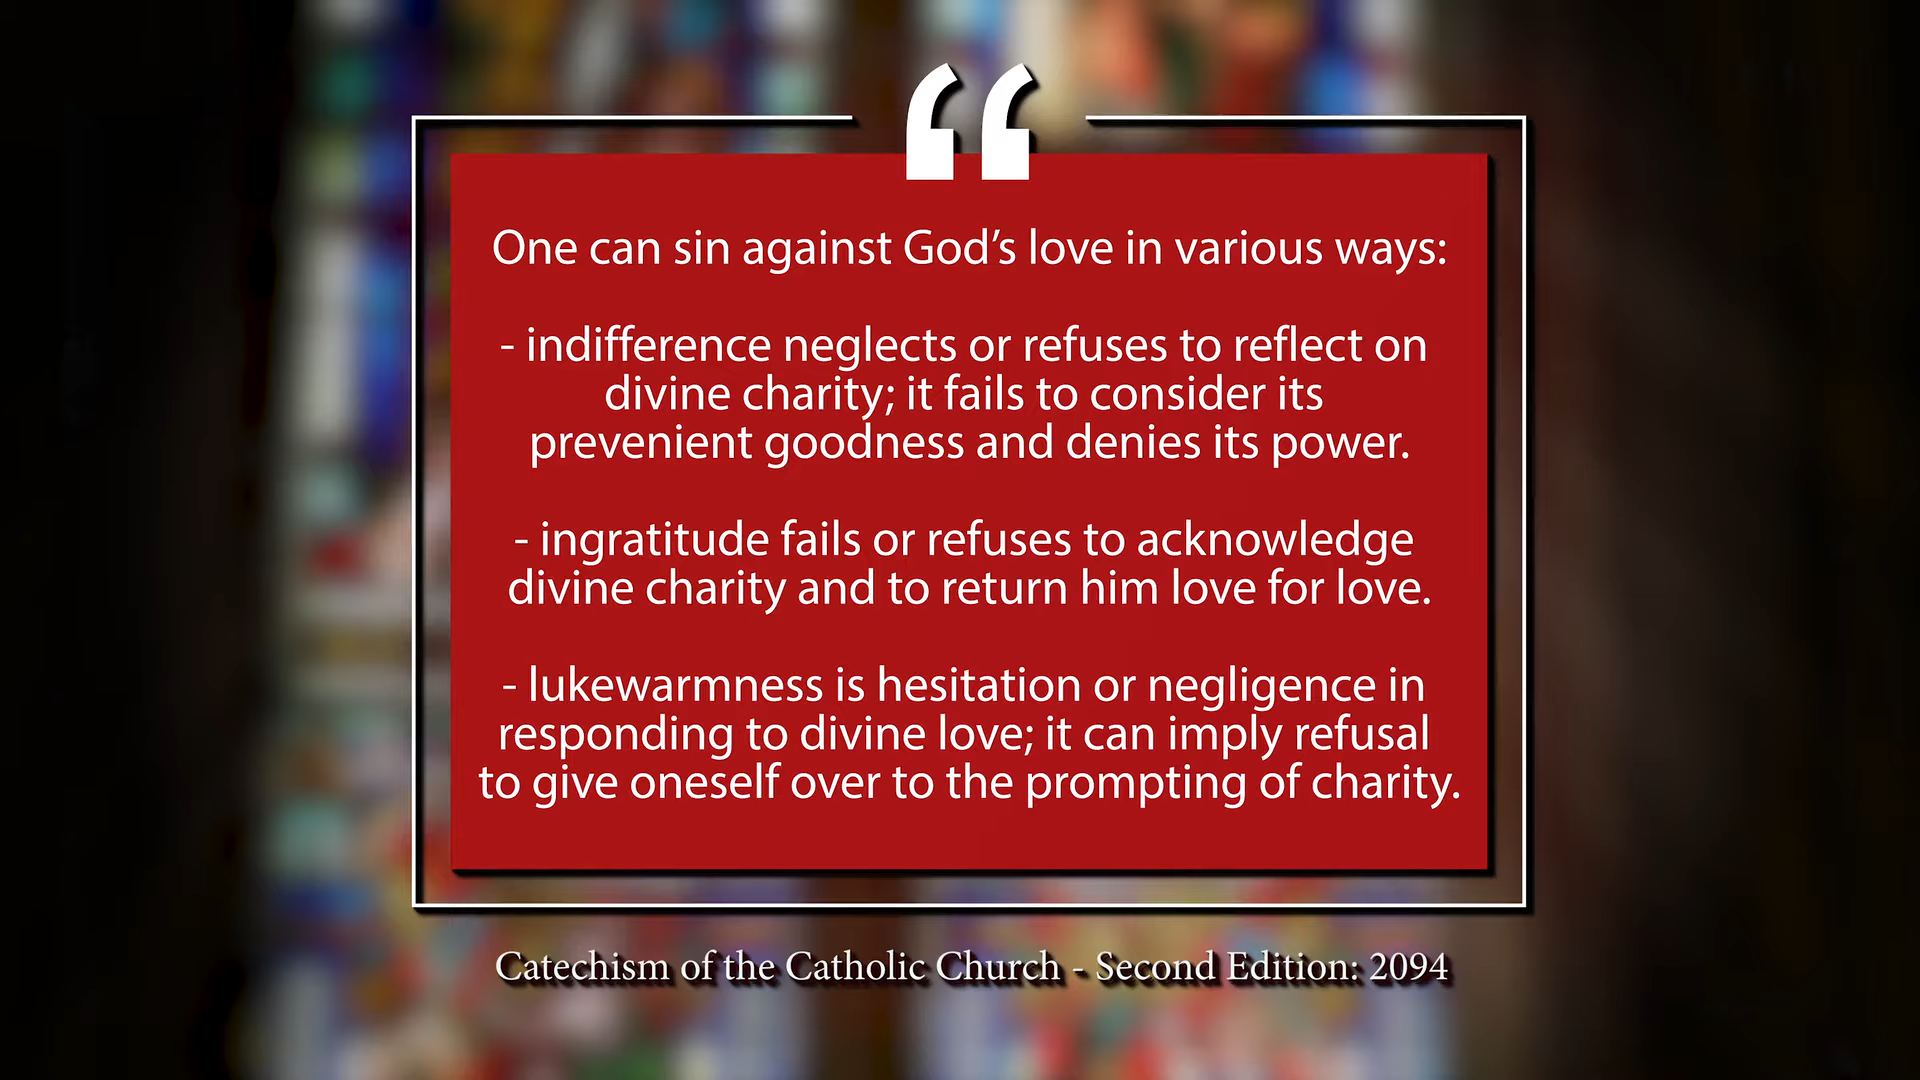 “
One can sin against God’s love in various ways:
- indifference neglects or refuses to reflect on
divine charity; it fails to consider its
prevenient goodness and denies its power.
- ingratitude fails or refuses to acknowledge
divine charity and to return him love for love.
- lukewarmness is hesitation or negligence in
responding to divine love; it can imply refusal
to give oneself over to the prompting of charity.
Catechism of the Catholic Church - Second Edition: 2094